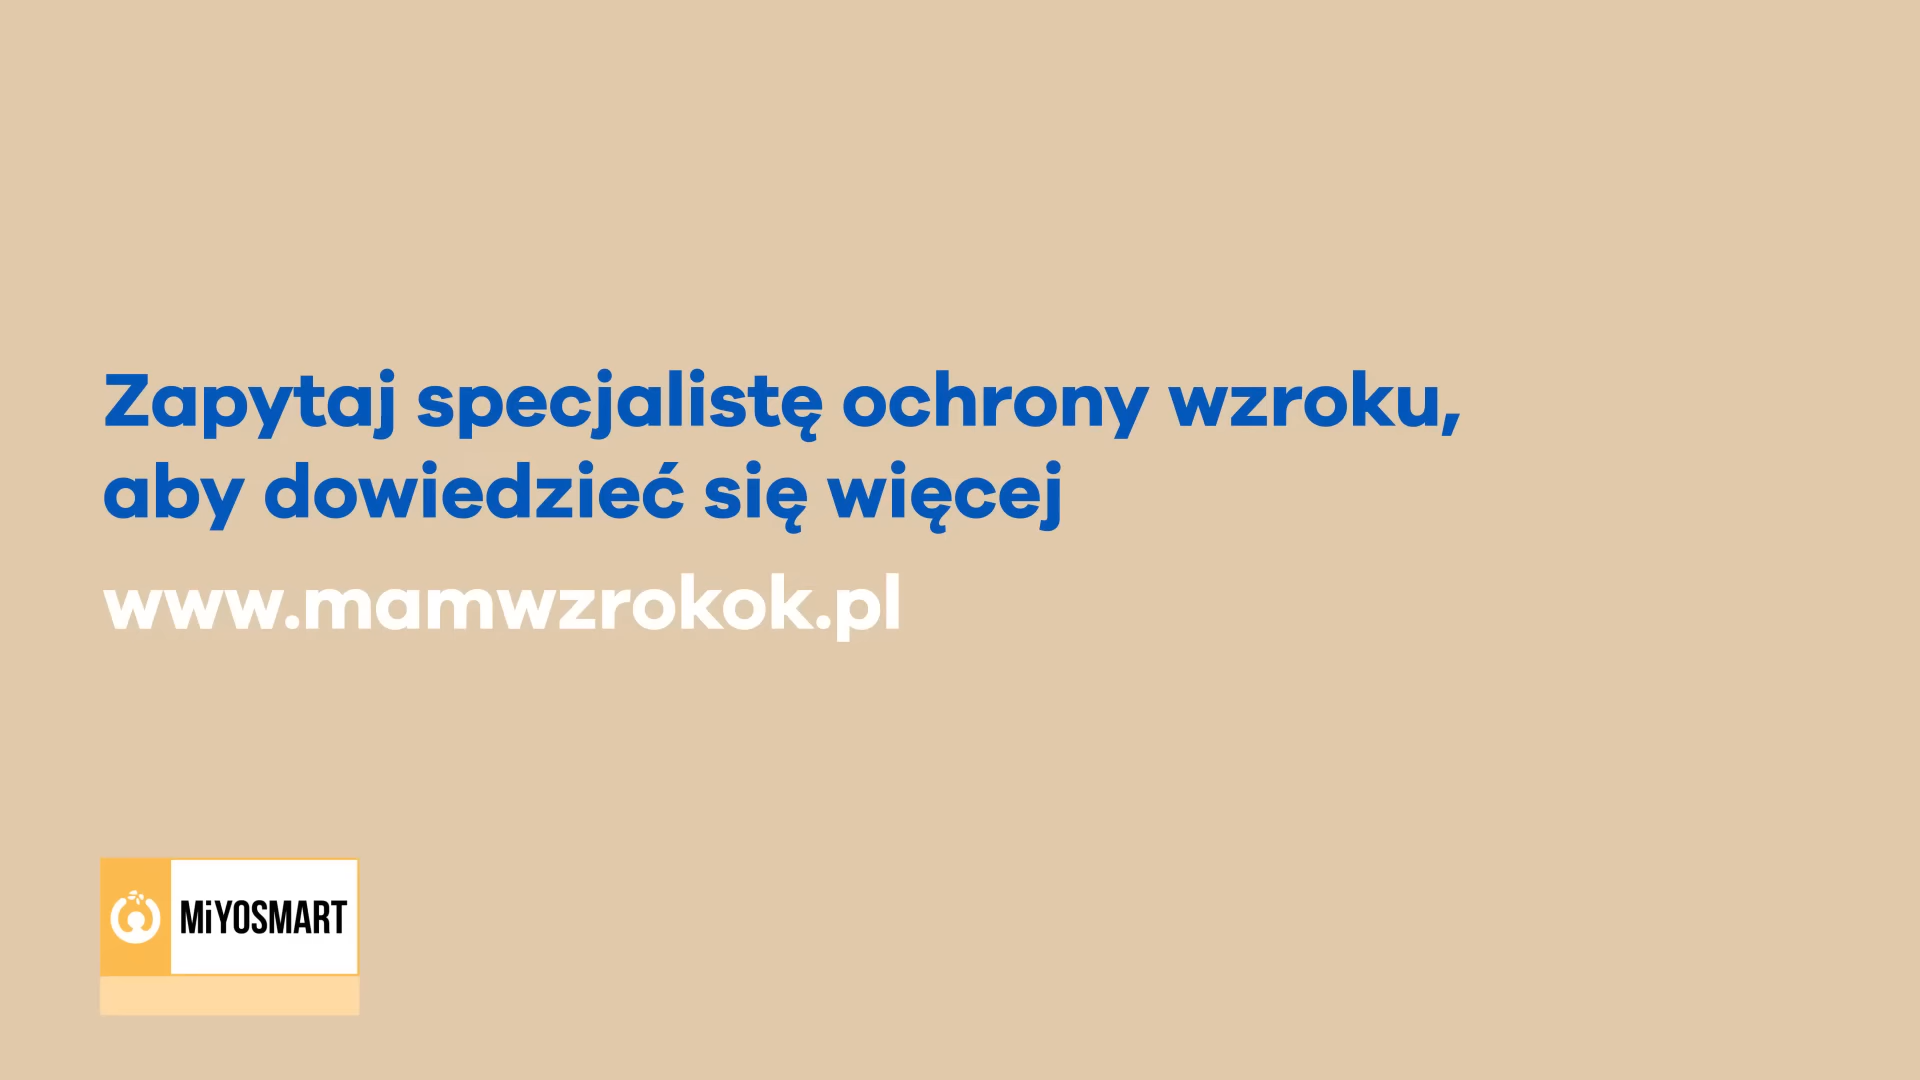 Zapytaj specjalistę ochrony wzroku,
aby dowiedzieć się więcej
www.mamwzrokok.pl
MiYOSMART